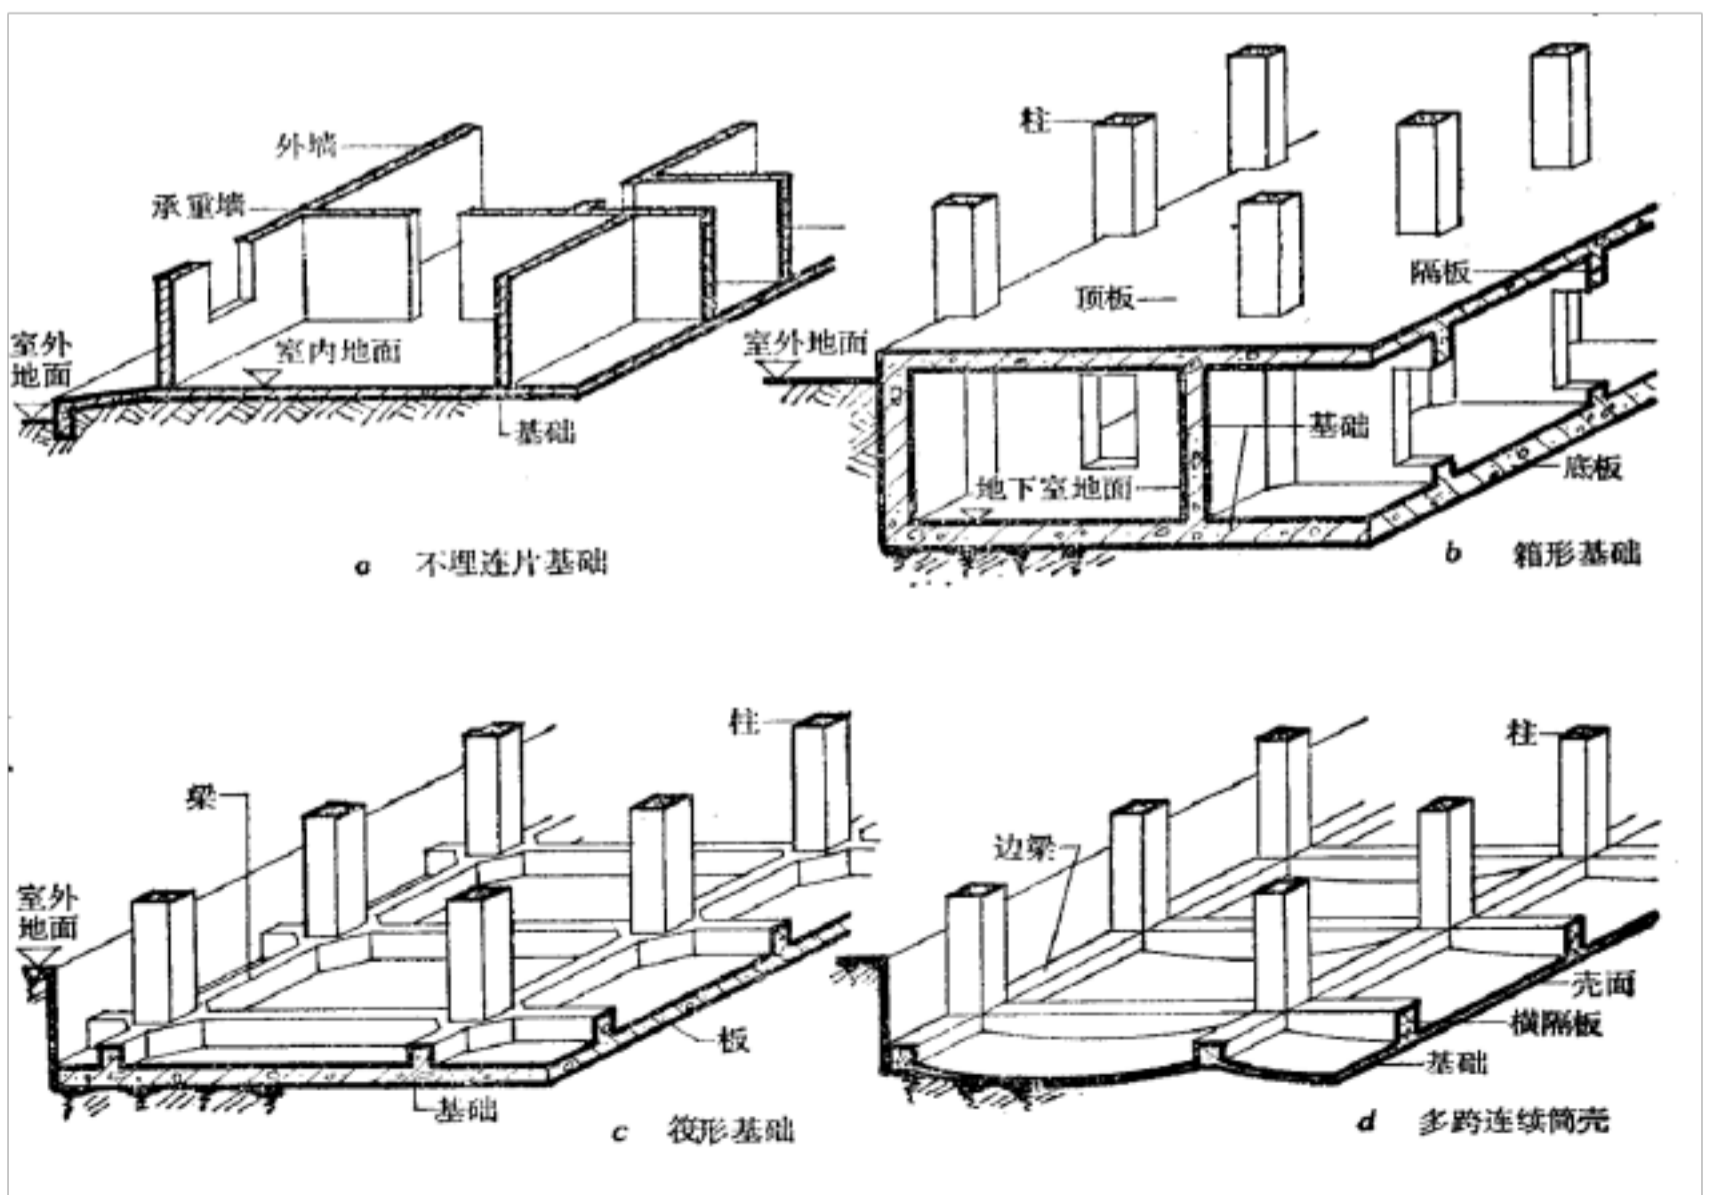 外墙
承重墙
室外
地面
室内地面
基础
a 不埋连片基础
柱
隔板
顶板
室外地面
基础
底板
地下室地面
b 箱形基础
柱
梁
室外
地面
板
基础
c 筏形基础
柱
边梁
壳面
横隔板
基础
d 多跨连续筒壳